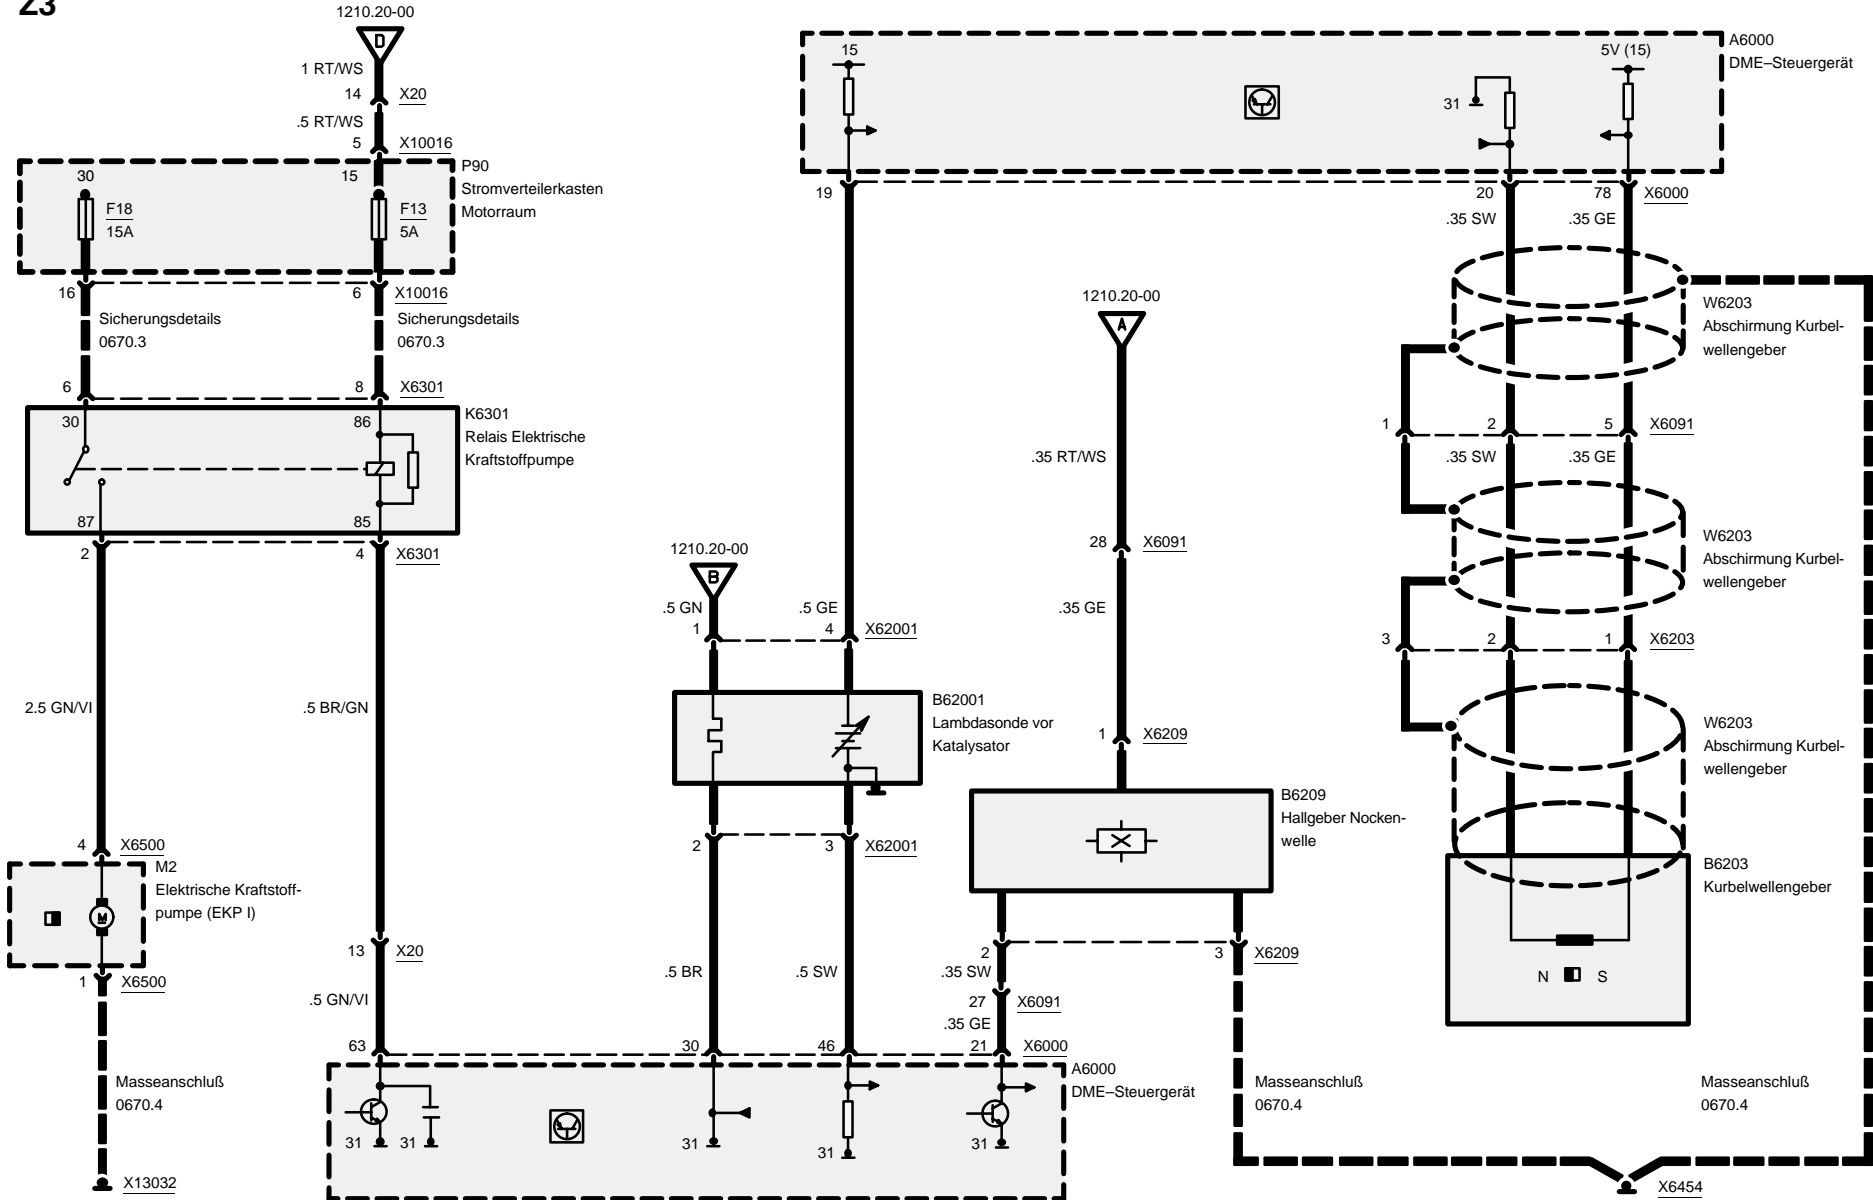 Z3
1210.20-00
D
1 RT/WS
14
X20
.5 RT/WS
5
X10016
30
15
F18
15A
F13
5A
P90
Stromverteilerkasten
Motorraum
16
6
X10016
Sicherungsdetails
0670.3
Sicherungsdetails
0670.3
6
8
X6301
30
86
87
85
K6301
Relais Elektrische
Kraftstoffpumpe
2
4
X6301
2.5 GN/VI
.5 BR/GN
4
X6500
M2
Elektrische Kraftstoff-
pumpe (EKP I)
M
1
X6500
13
X20
.5 GN/VI
Masseanschluß
0670.4
X13032
15
31
5V (15)
A6000
DME–Steuergerät
19
20
78
X6000
.35 SW
.35 GE
1210.20-00
B
.5 GN
.5 GE
1
4
X62001
B62001
Lambdasonde vor
Katalysator
2
3
X62001
.5 BR
.5 SW
1210.20-00
A
.35 RT/WS
28
X6091
.35 GE
1
X6209
B6209
Hallgeber Nocken-
welle
2
3
X6209
.35 SW
27
X6091
.35 GE
63
30
46
21
X6000
A6000
DME–Steuergerät
31
31
31
31
31
W6203
Abschirmung Kurbel-
wellengeber
1
2
5
X6091
.35 SW
.35 GE
W6203
Abschirmung Kurbel-
wellengeber
3
2
1
X6203
W6203
Abschirmung Kurbel-
wellengeber
B6203
Kurbelwellengeber
N
S
Masseanschluß
0670.4
Masseanschluß
0670.4
X6454